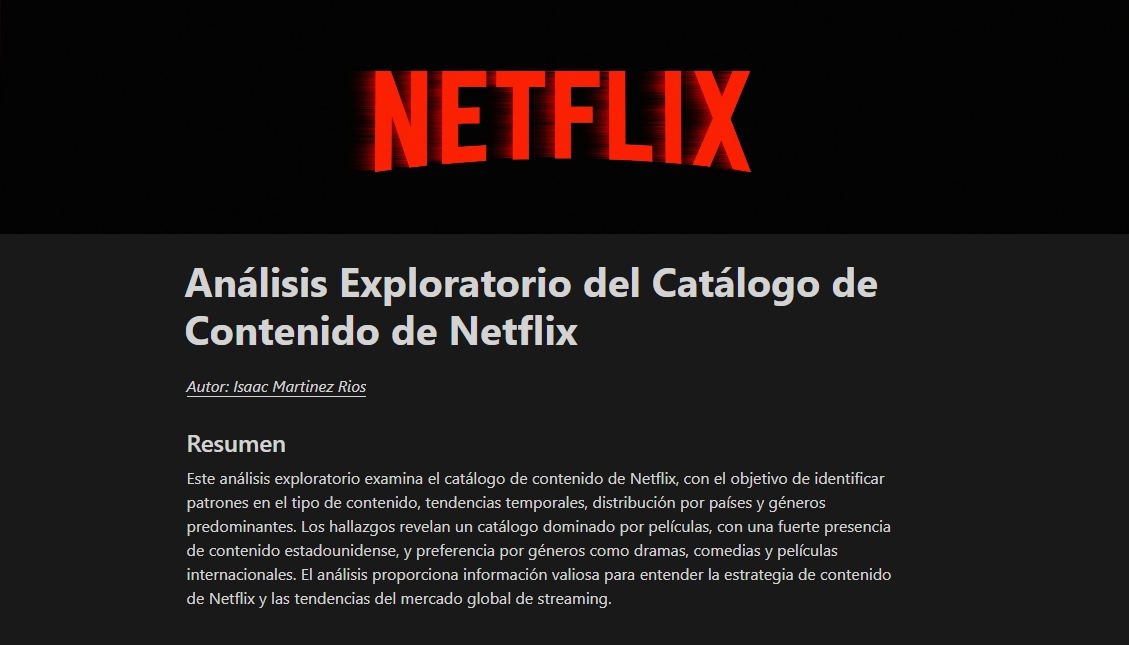 NETFLIX
Análisis Exploratorio del Catálogo de
Contenido de Netflix
Autor: Isaac Martinez Rios
Resumen
Este análisis exploratorio examina el catálogo de contenido de Netflix, con el objetivo de identificar
patrones en el tipo de contenido, tendencias temporales, distribución por países y géneros
predominantes. Los hallazgos revelan un catálogo dominado por películas, con una fuerte presencia
de contenido estadounidense, y preferencia por géneros como dramas, comedias y películas
internacionales. El análisis proporciona información valiosa para entender la estrategia de contenido
de Netflix y las tendencias del mercado global de streaming.